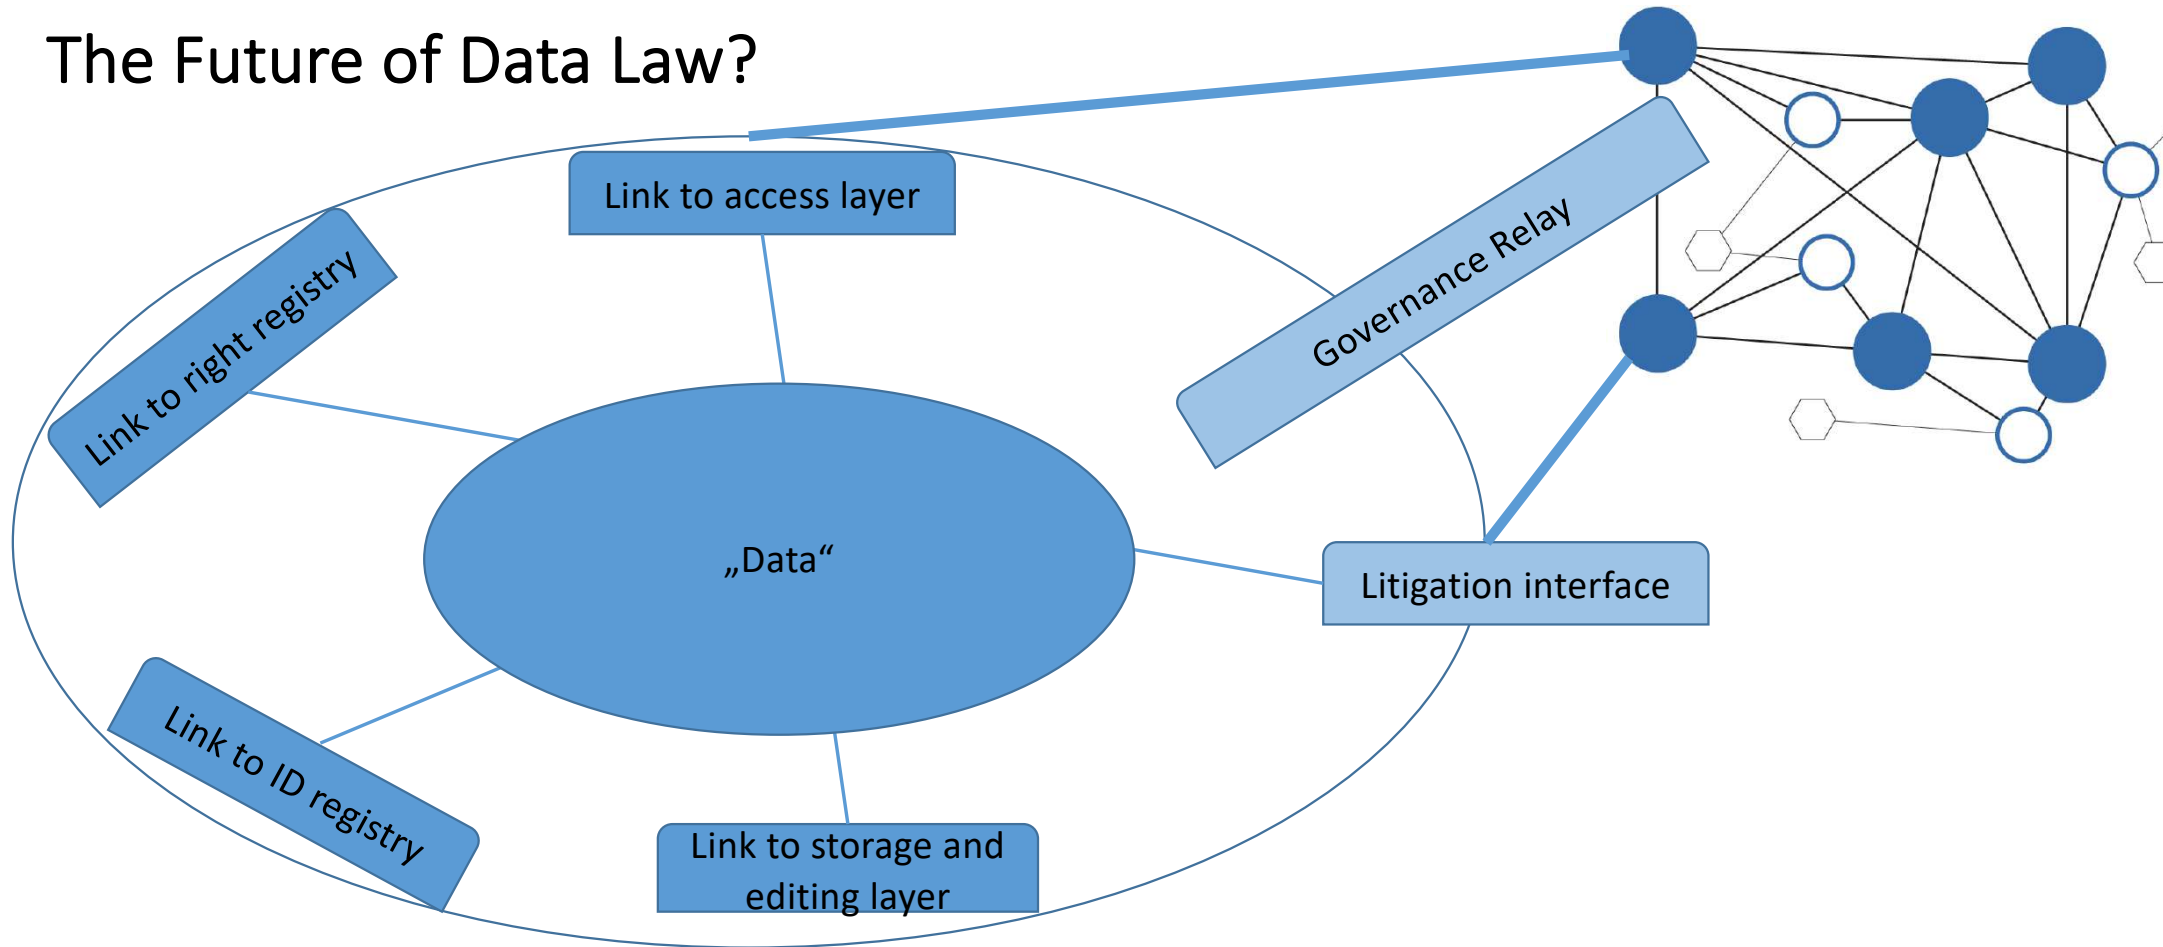 The Future of Data Law?
Link to access layer
Link to right registry
Governance Relay
„Data“
Litigation interface
Link to ID registry
Link to storage and
editing layer